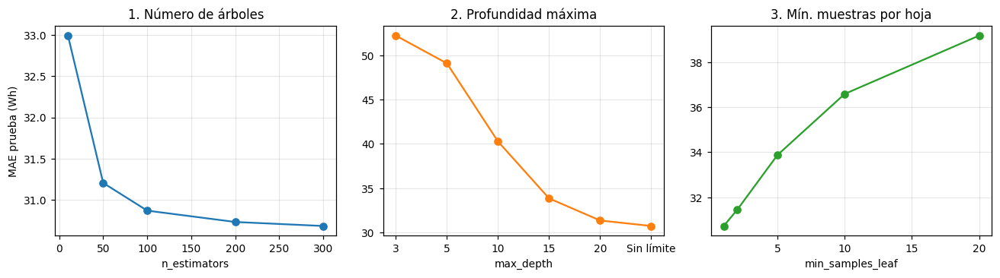 1. Número de árboles
MAE prueba (Wh)
33.0
32.5
32.0
31.5
31.0
0 50 100 150 200 250 300
n_estimators
2. Profundidad máxima
50
45
40
35
30
3 5 10 15 20 Sin límite
max_depth
3. Mín. muestras por hoja
38
36
34
32
5 10 15 20
min_samples_leaf